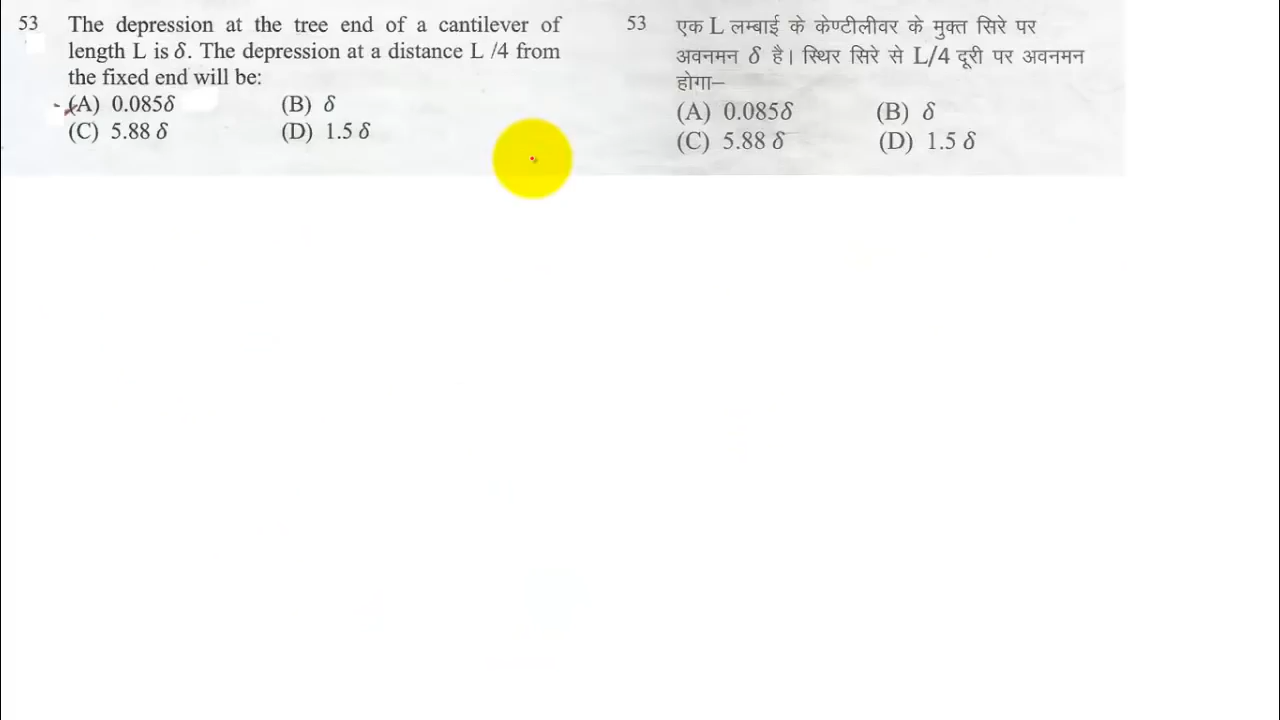 53 The depression at the tree end of a cantilever of
length L is δ. The depression at a distance L /4 from
the fixed end will be:
(A) 0.085δ (B) δ
(C) 5.88 δ (D) 1.5 δ
53 एक L लम्बाई के केण्टीलीवर के मुक्त सिरे पर
अवनमन δ है। स्थिर सिरे से L/4 दूरी पर अवनमन
होगा–
(A) 0.085δ (B) δ
(C) 5.88 δ (D) 1.5 δ